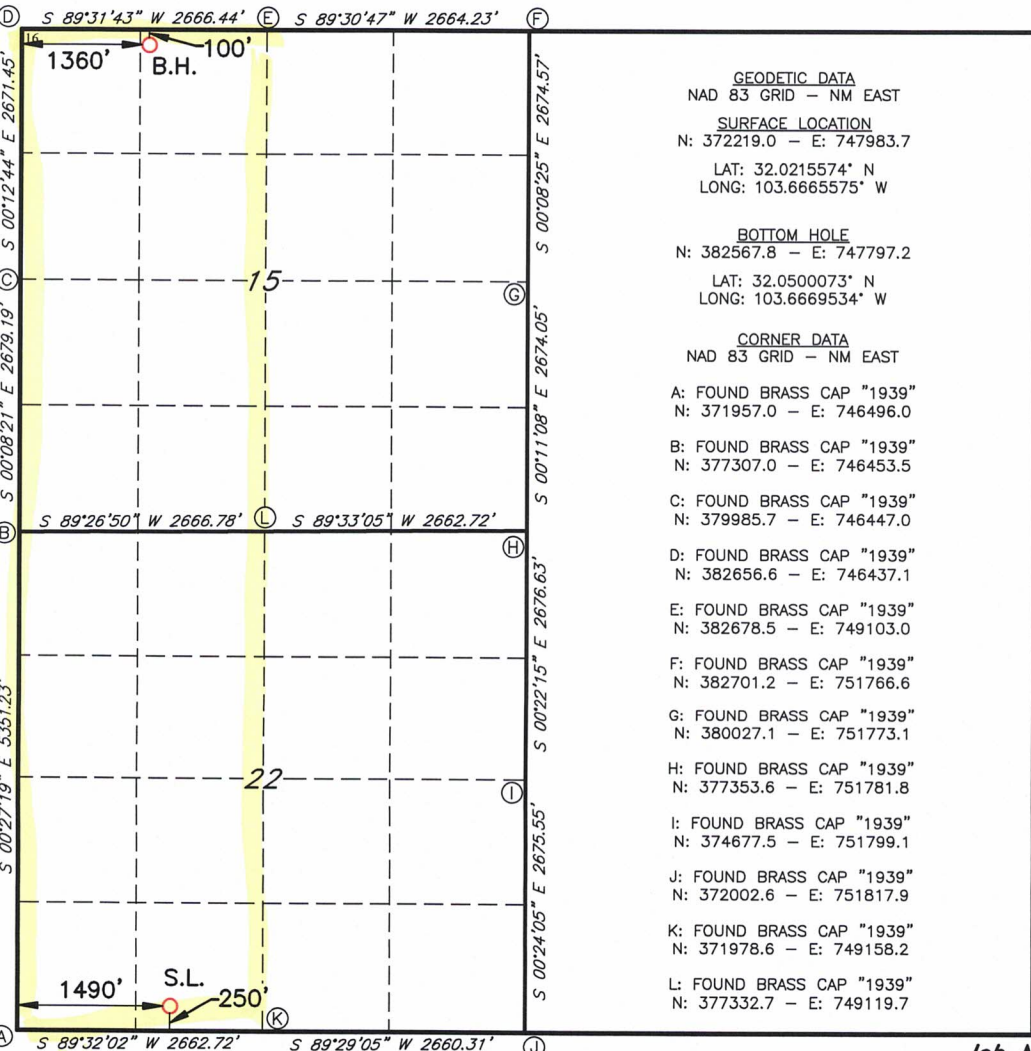 D S 89°31'43" W 2666.44' E S 89°30'47" W 2664.23' F
16
1360' 100'
B.H.
S 00°12'44" E 2671.45'
S 00°08'25" E 2674.57'
C 15 G
S 00°08'21" E 2679.19'
S 00°11'08" E 2674.05'
B S 89°26'50" W 2666.78' L S 89°33'05" W 2662.72' H
S 00°27'19" E 5351.23'
S 00°22'15" E 2676.63'
22 I
S 00°24'05" E 2675.55'
S.L.
1490' 250'
A S 89°32'02" W 2662.72' K S 89°29'05" W 2660.31' J
GEODETIC DATA
NAD 83 GRID – NM EAST
SURFACE LOCATION
N: 372219.0 – E: 747983.7
LAT: 32.0215574° N
LONG: 103.6665575° W
BOTTOM HOLE
N: 382567.8 – E: 747797.2
LAT: 32.0500073° N
LONG: 103.6669534° W
CORNER DATA
NAD 83 GRID – NM EAST
A: FOUND BRASS CAP "1939"
N: 371957.0 – E: 746496.0
B: FOUND BRASS CAP "1939"
N: 377307.0 – E: 746453.5
C: FOUND BRASS CAP "1939"
N: 379985.7 – E: 746447.0
D: FOUND BRASS CAP "1939"
N: 382656.6 – E: 746437.1
E: FOUND BRASS CAP "1939"
N: 382678.5 – E: 749103.0
F: FOUND BRASS CAP "1939"
N: 382701.2 – E: 751766.6
G: FOUND BRASS CAP "1939"
N: 380027.1 – E: 751773.1
H: FOUND BRASS CAP "1939"
N: 377353.6 – E: 751781.8
I: FOUND BRASS CAP "1939"
N: 374677.5 – E: 751799.1
J: FOUND BRASS CAP "1939"
N: 372002.6 – E: 751817.9
K: FOUND BRASS CAP "1939"
N: 371978.6 – E: 749158.2
L: FOUND BRASS CAP "1939"
N: 377332.7 – E: 749119.7